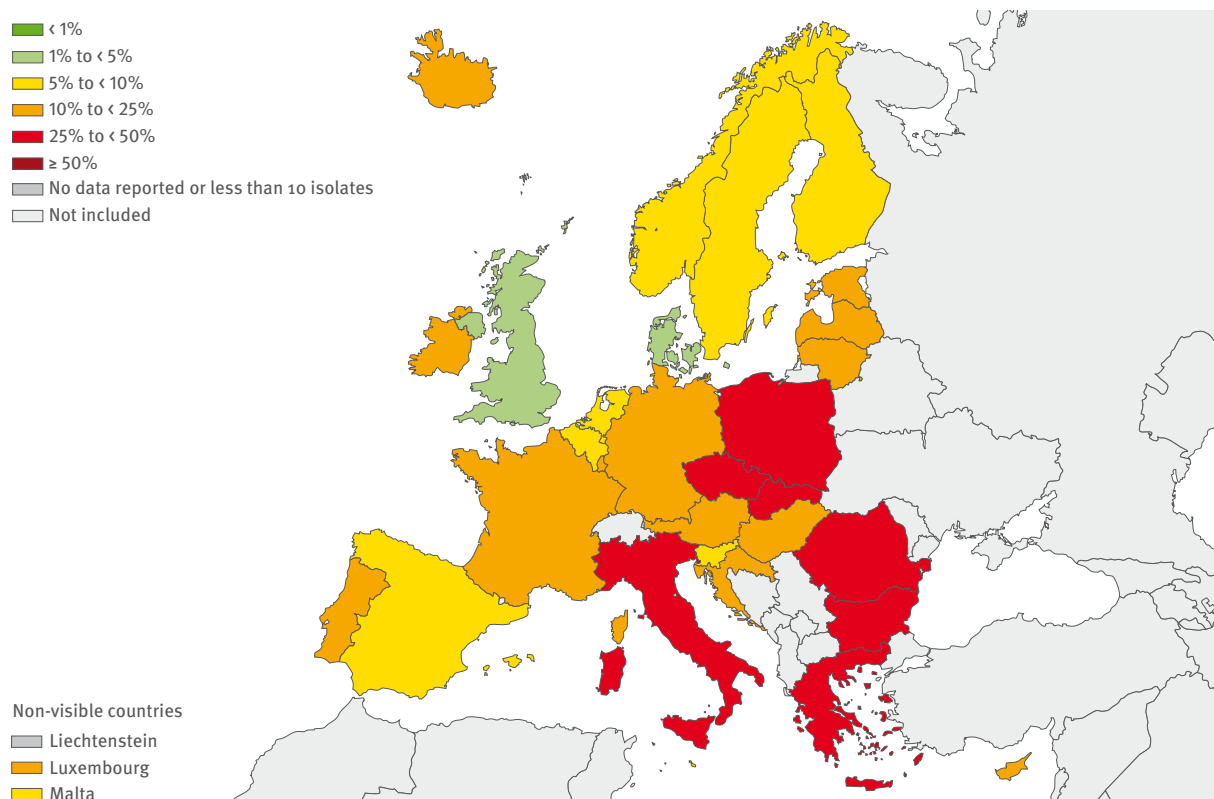 < 1%
1% to < 5%
5% to < 10%
10% to < 25%
25% to < 50%
≥ 50%
No data reported or less than 10 isolates
Not included
Non-visible countries
Liechtenstein
Luxembourg
Malta